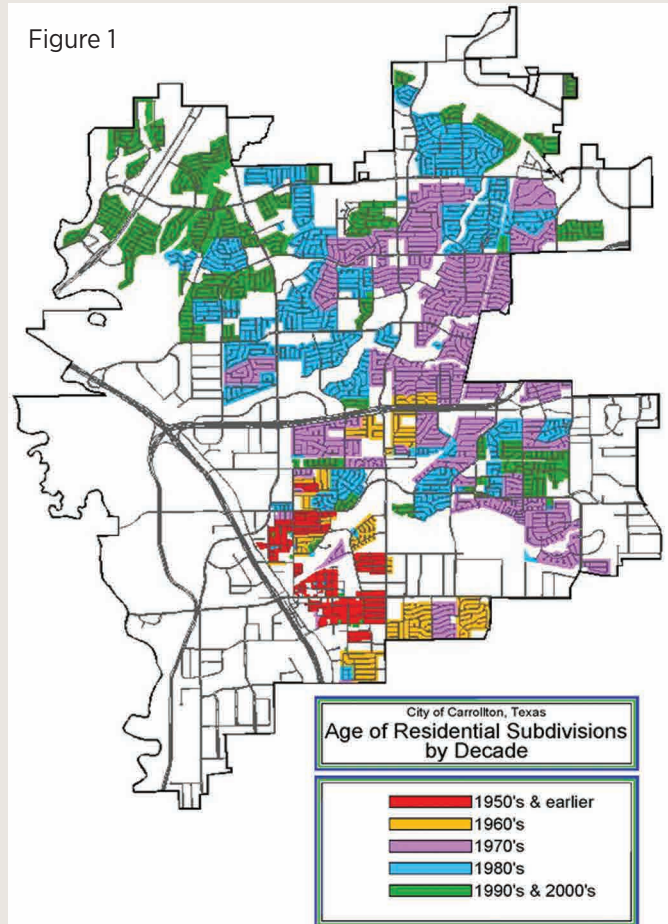 Figure 1
City of Carrollton, Texas
Age of Residential Subdivisions
by Decade
1950's & earlier
1960's
1970's
1980's
1990's & 2000's